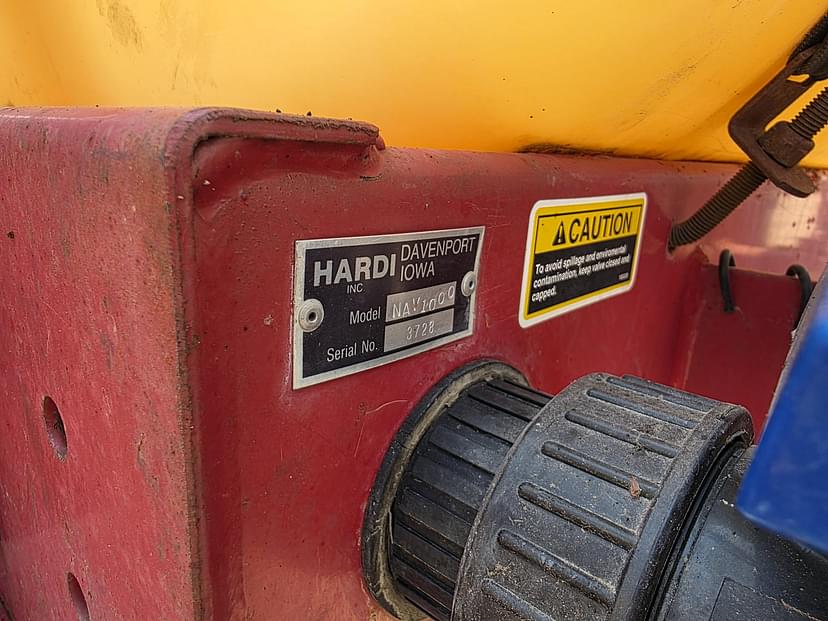 HARDI DAVENPORT
INC IOWA
Model NAV1000
Serial No. 3728
CAUTION
To avoid spillage and enviromental
contamination, keep valve closed and
capped.